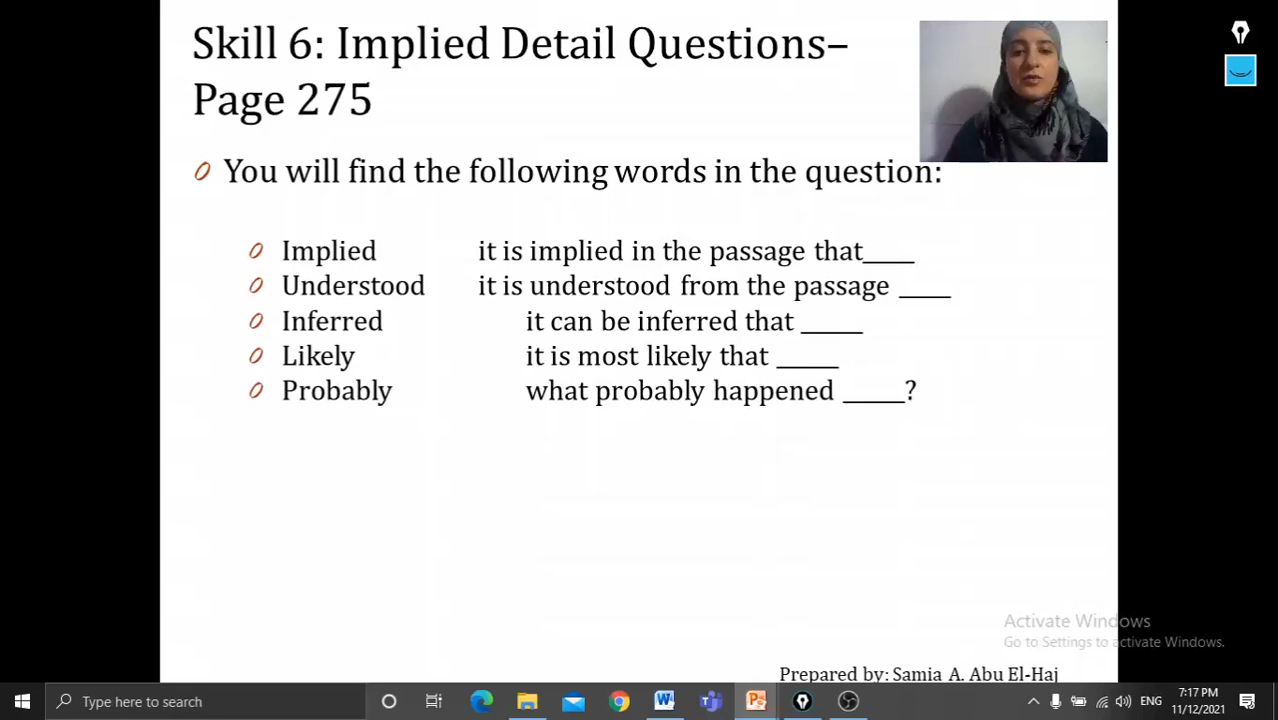 Skill 6: Implied Detail Questions–
Page 275
You will find the following words in the question:
Implied it is implied in the passage that____
Understood it is understood from the passage ____
Inferred it can be inferred that _____
Likely it is most likely that _____
Probably what probably happened _____?
Activate Windows
Go to Settings to activate Windows.
Prepared by: Samia A. Abu El-Haj
Type here to search
ENG
7:17 PM
11/12/2021